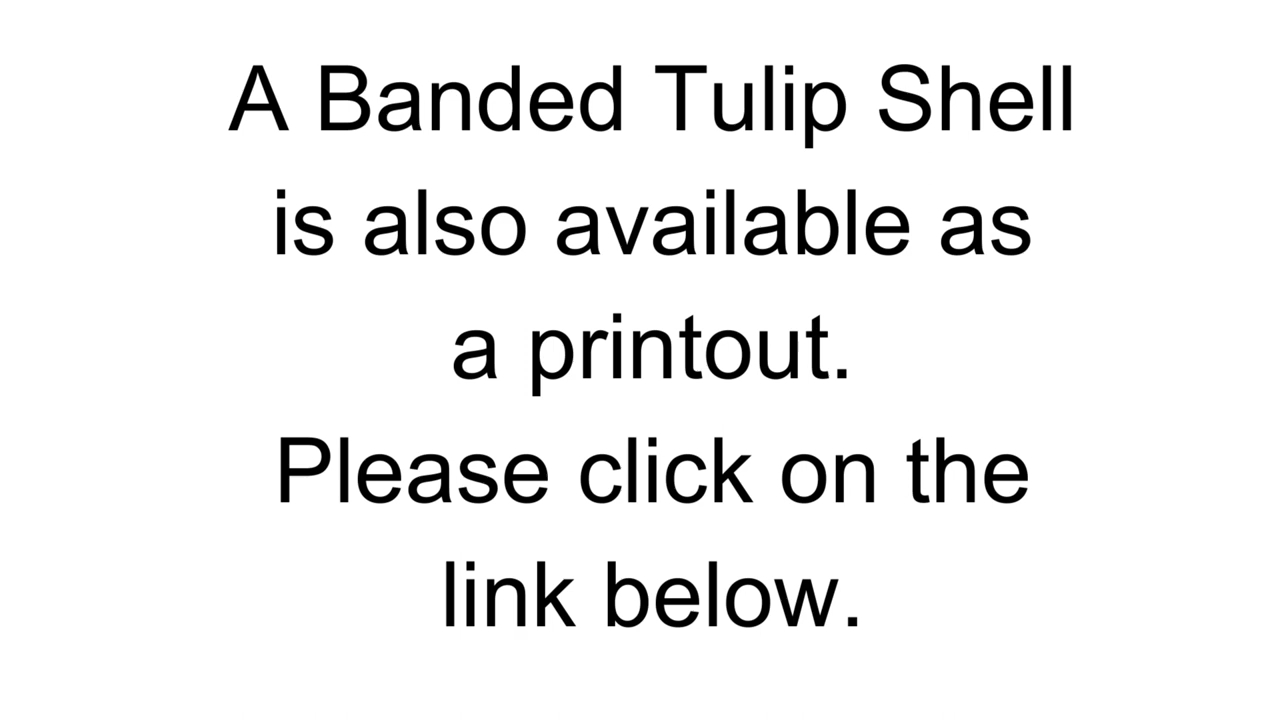 A Banded Tulip Shell
is also available as
a printout.
Please click on the
link below.